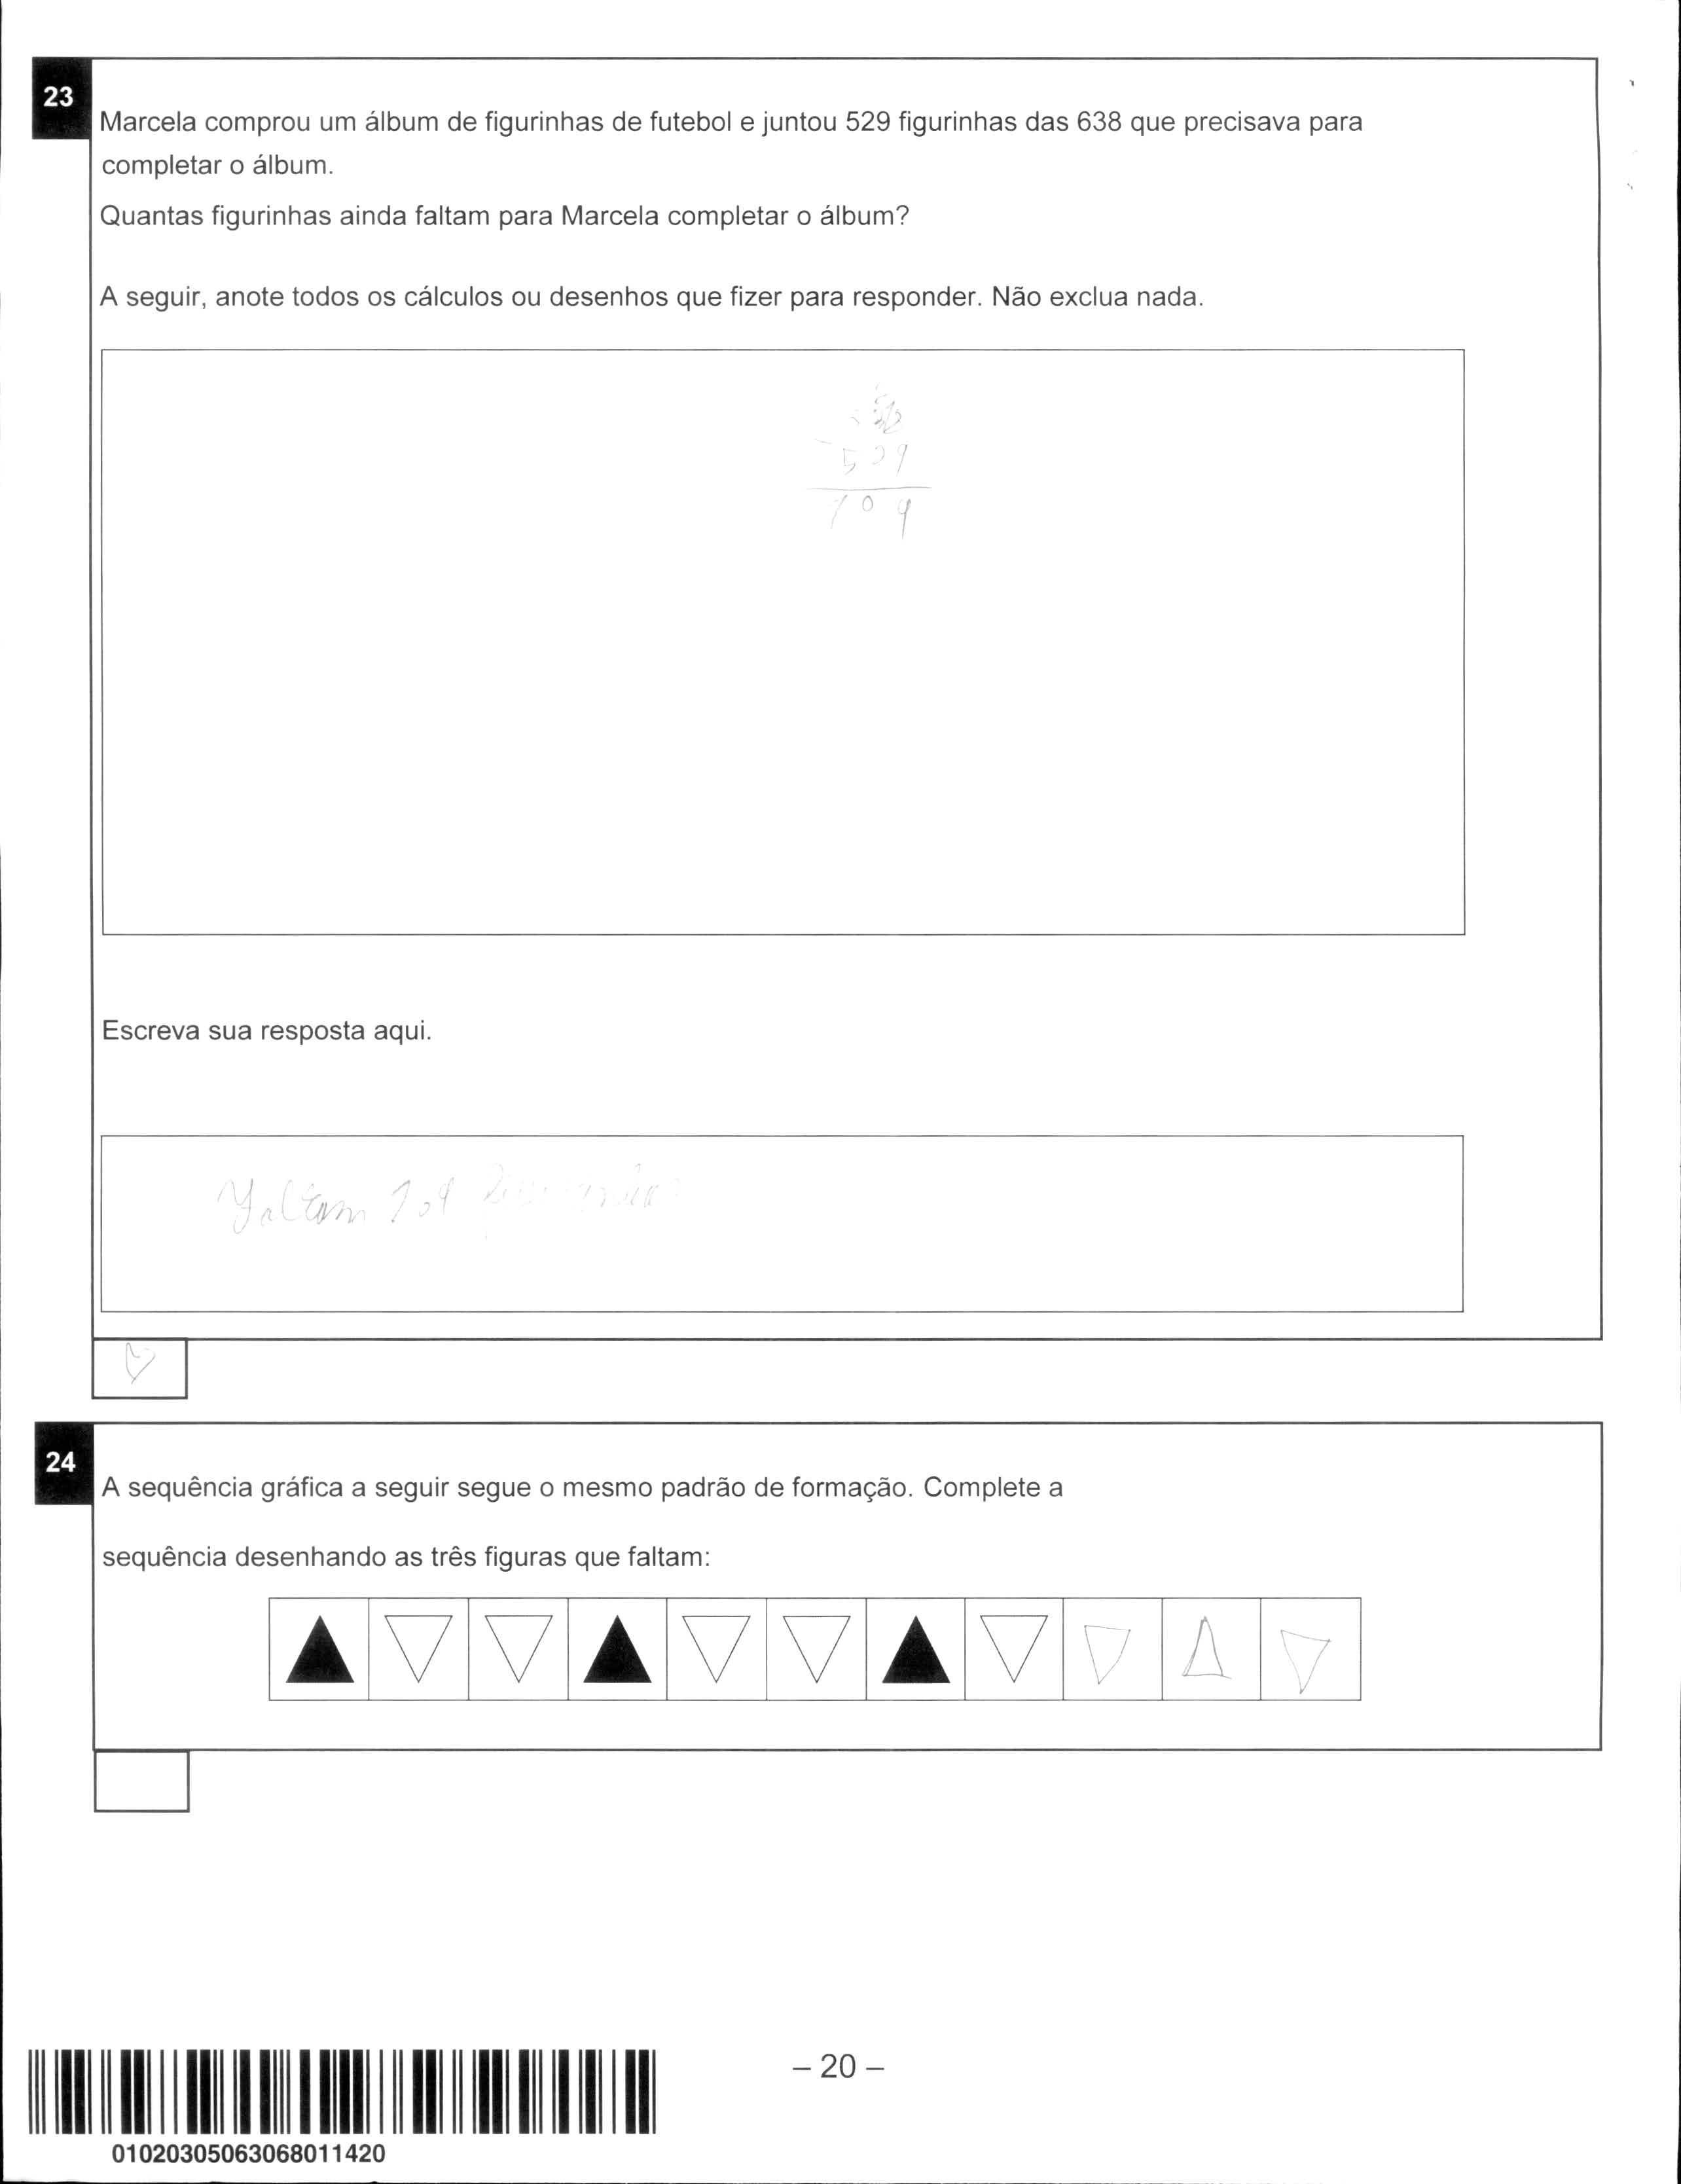 23
Marcela comprou um álbum de figurinhas de futebol e juntou 529 figurinhas das 638 que precisava para
completar o álbum.
Quantas figurinhas ainda faltam para Marcela completar o álbum?
A seguir, anote todos os cálculos ou desenhos que fizer para responder. Não exclua nada.
- 529
109
Escreva sua resposta aqui.
Faltam 109
24
A sequência gráfica a seguir segue o mesmo padrão de formação. Complete a
sequência desenhando as três figuras que faltam:
– 20 –
01020305063068011420